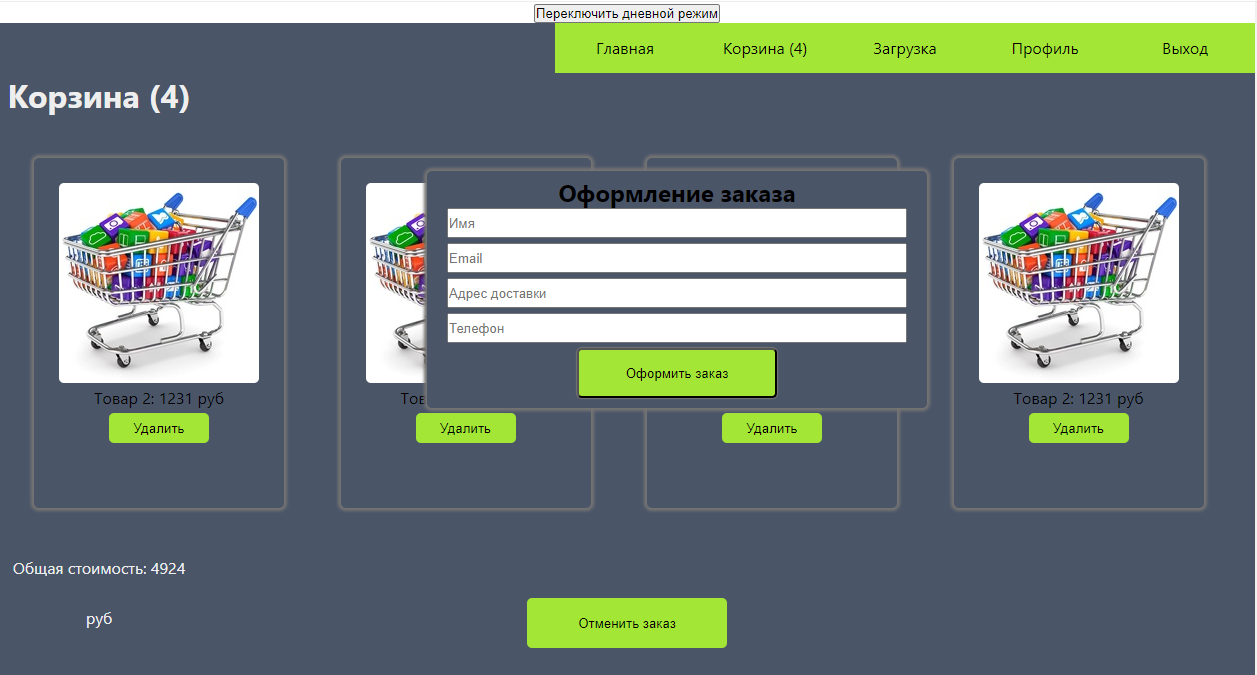 Переключить дневной режим
Главная Корзина (4) Загрузка Профиль Выход
Корзина (4)
Оформление заказа
Имя
Email
Адрес доставки
Телефон
Оформить заказ
Товар 2: 1231 руб
Товар 2: 1231 руб
Удалить Удалить Удалить Удалить
Общая стоимость: 4924
руб
Отменить заказ